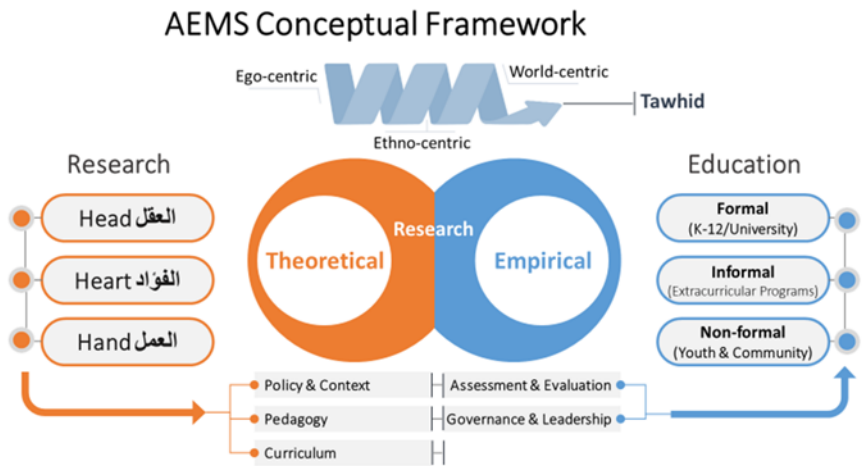 AEMS Conceptual Framework
Ego-centric
World-centric
Tawhid
Ethno-centric
Research
Head العقل
Heart الفؤاد
Hand العمل
Theoretical
Research
Empirical
Education
Formal
(K-12/University)
Informal
(Extracurricular Programs)
Non-formal
(Youth & Community)
Policy & Context
Assessment & Evaluation
Pedagogy
Governance & Leadership
Curriculum